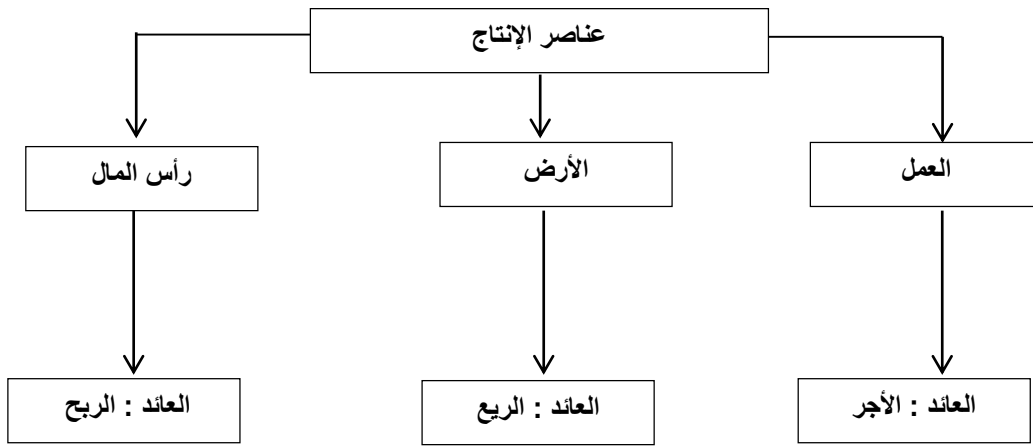 عناصر الإنتاج
العمل
الأرض
رأس المال
العائد : الأجر
العائد : الريع
العائد : الربح